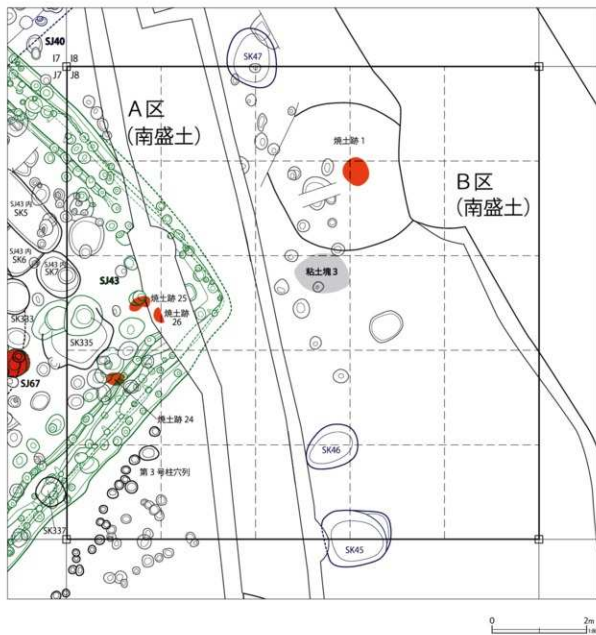 SJ40
I7
I8
J7
J8
SK47
A区
(南盛土)
焼土跡 1
B区
(南盛土)
SJ43 内
SK5
SJ43 内
SK6
SJ43 内
SK7
粘土塊 3
SJ43
焼土跡 25
焼土跡
26
SK333
SK335
SJ67
焼土跡 24
SK46
第 3 号柱穴列
SK337
SK45
0
2m